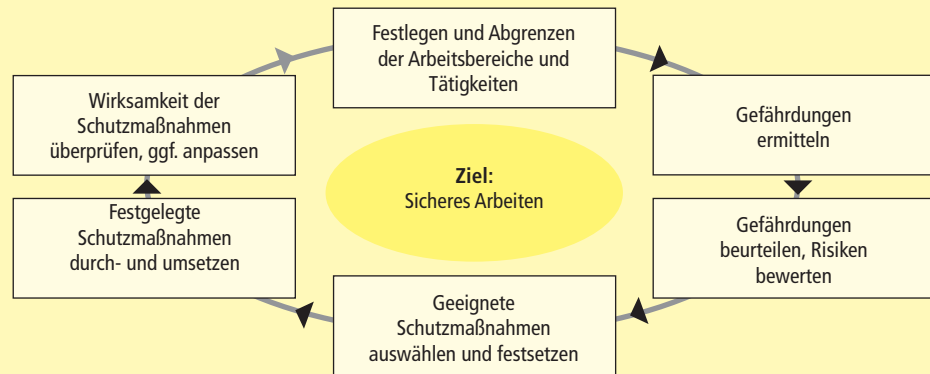 Festlegen und Abgrenzen
der Arbeitsbereiche und
Tätigkeiten
Gefährdungen
ermitteln
Gefährdungen
beurteilen, Risiken
bewerten
Geeignete
Schutzmaßnahmen
auswählen und festsetzen
Festgelegte
Schutzmaßnahmen
durch- und umsetzen
Wirksamkeit der
Schutzmaßnahmen
überprüfen, ggf. anpassen
Ziel:
Sicheres Arbeiten